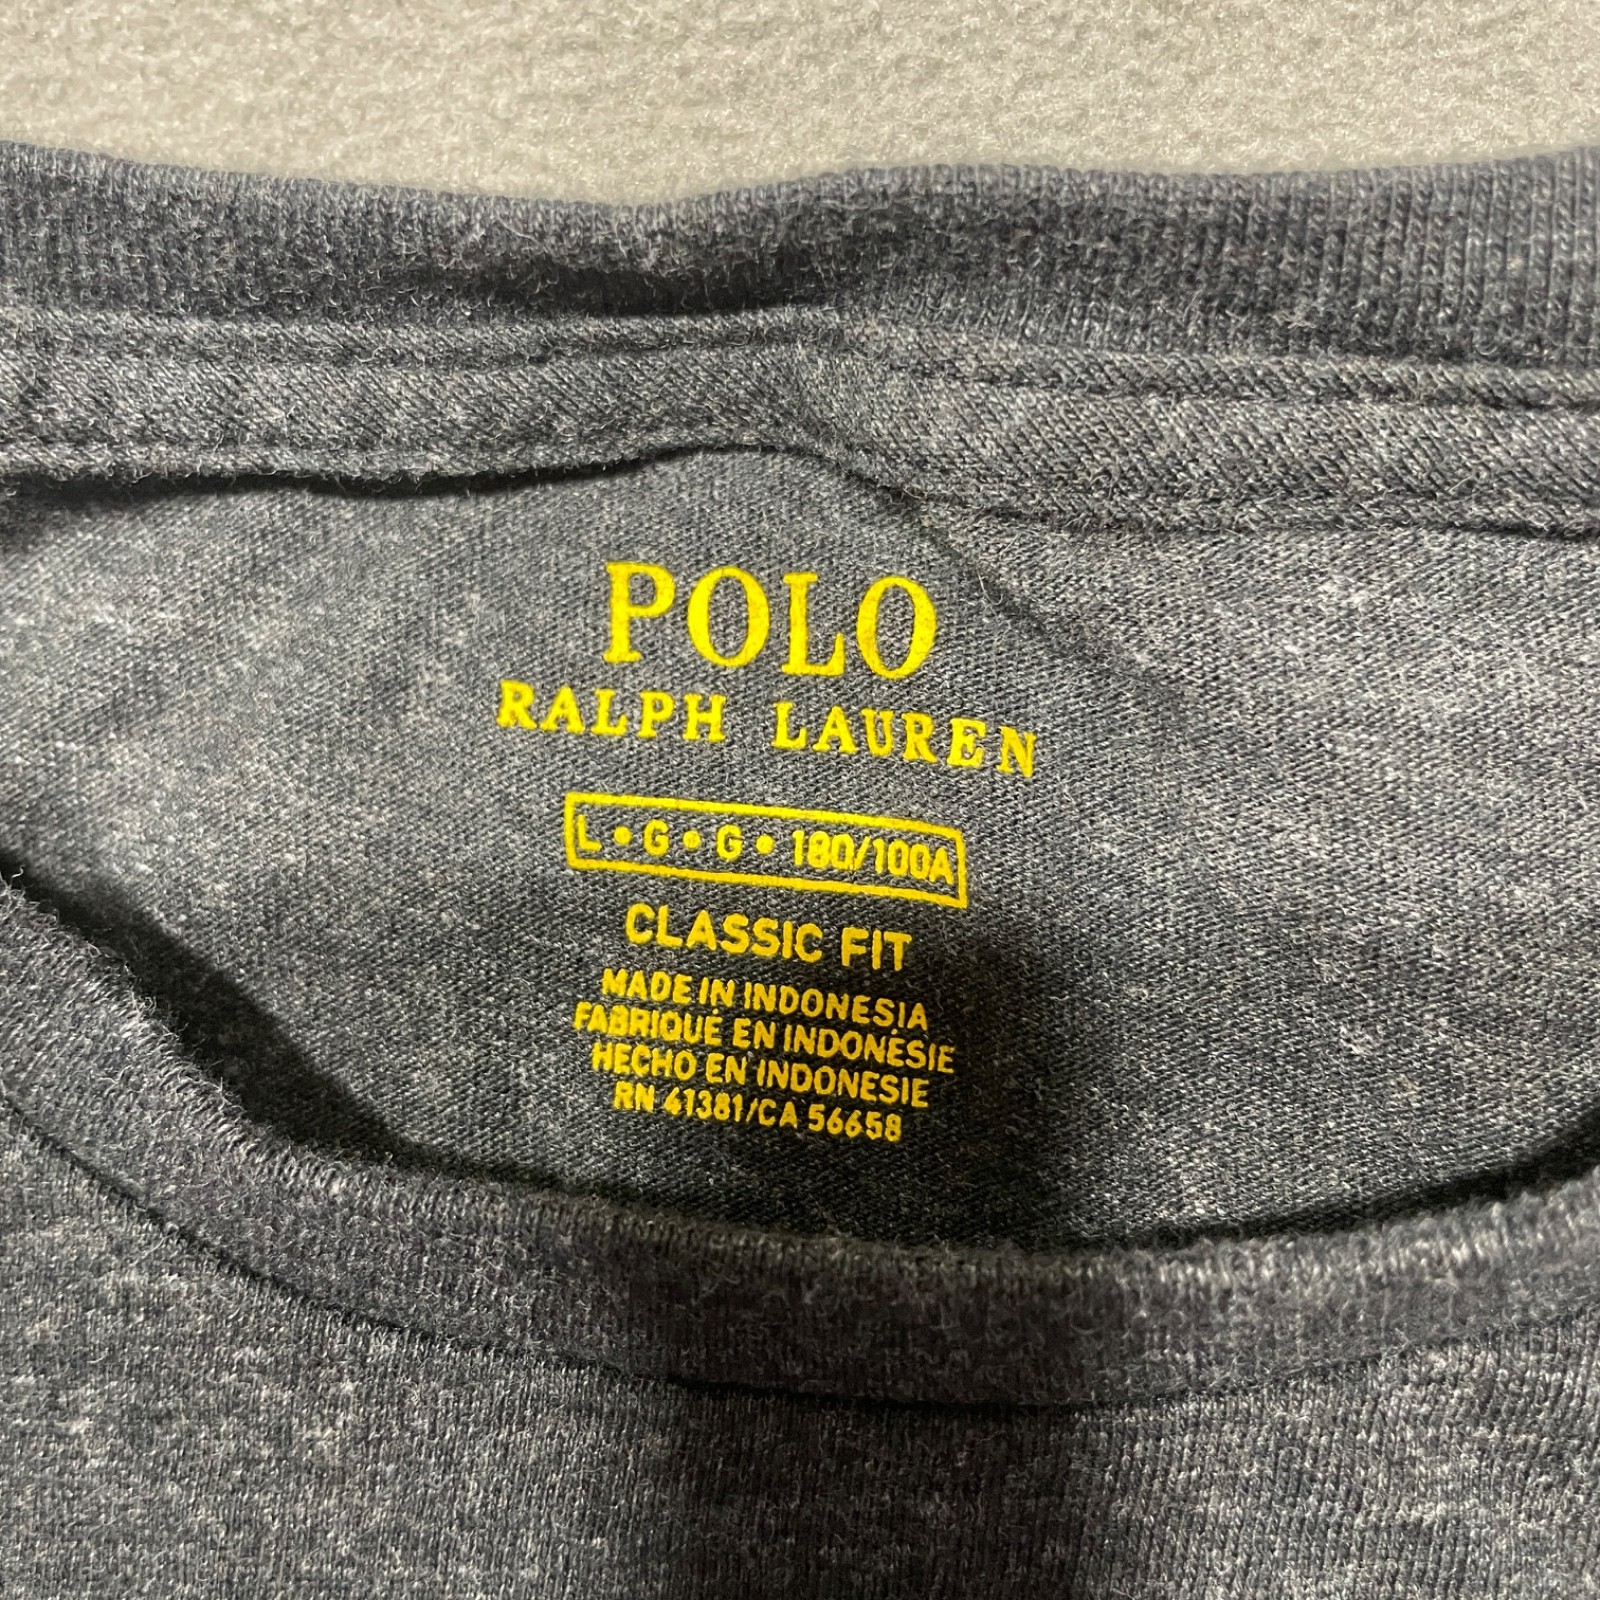 POLO
RALPH LAUREN
L • G • G • 180/100A
CLASSIC FIT
MADE IN INDONESIA
FABRIQUÉ EN INDONÉSIE
HECHO EN INDONESIE
RN 41381/CA 56658